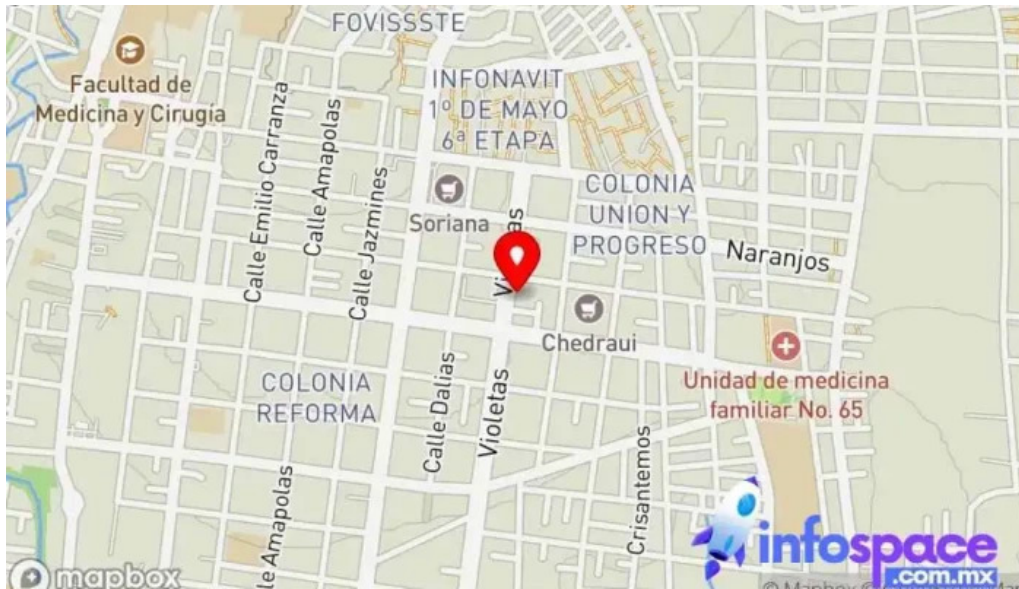 FOVISSSTE
Facultad de
Medicina y Cirugía
INFONAVIT
1º DE MAYO
6ª ETAPA
Calle Emilio Carranza
Calle Amapolas
Calle Jazmines
Soriana
COLONIA
UNION Y
PROGRESO
Naranjos
Chedraui
Unidad de medicina
familiar No. 65
COLONIA
REFORMA
Calle Dalias
Violetas
Crisantemos
Amapolas
mapbox
infospace
.com.mx
© Mapbox